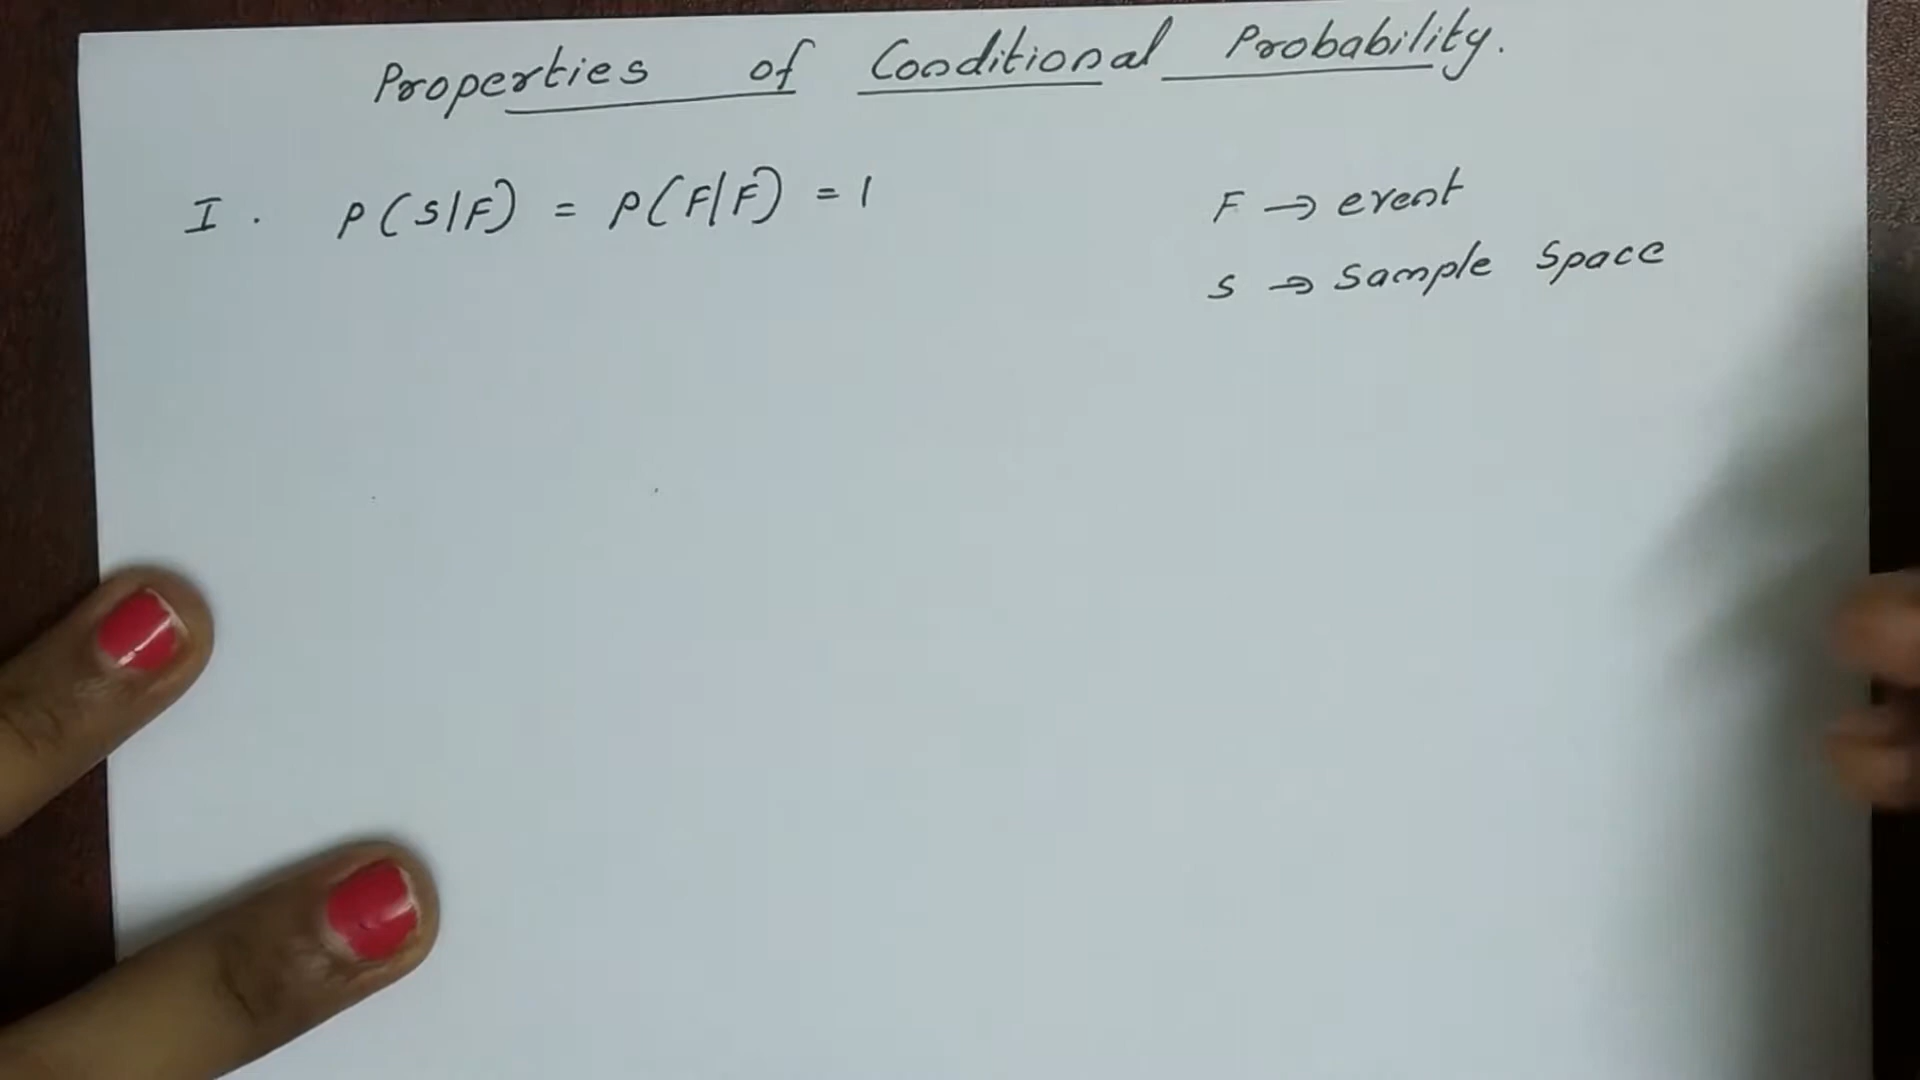 Properties of Conditional Probability.
I. P(S/F) = P(F/F) = 1
F → event
S → Sample Space